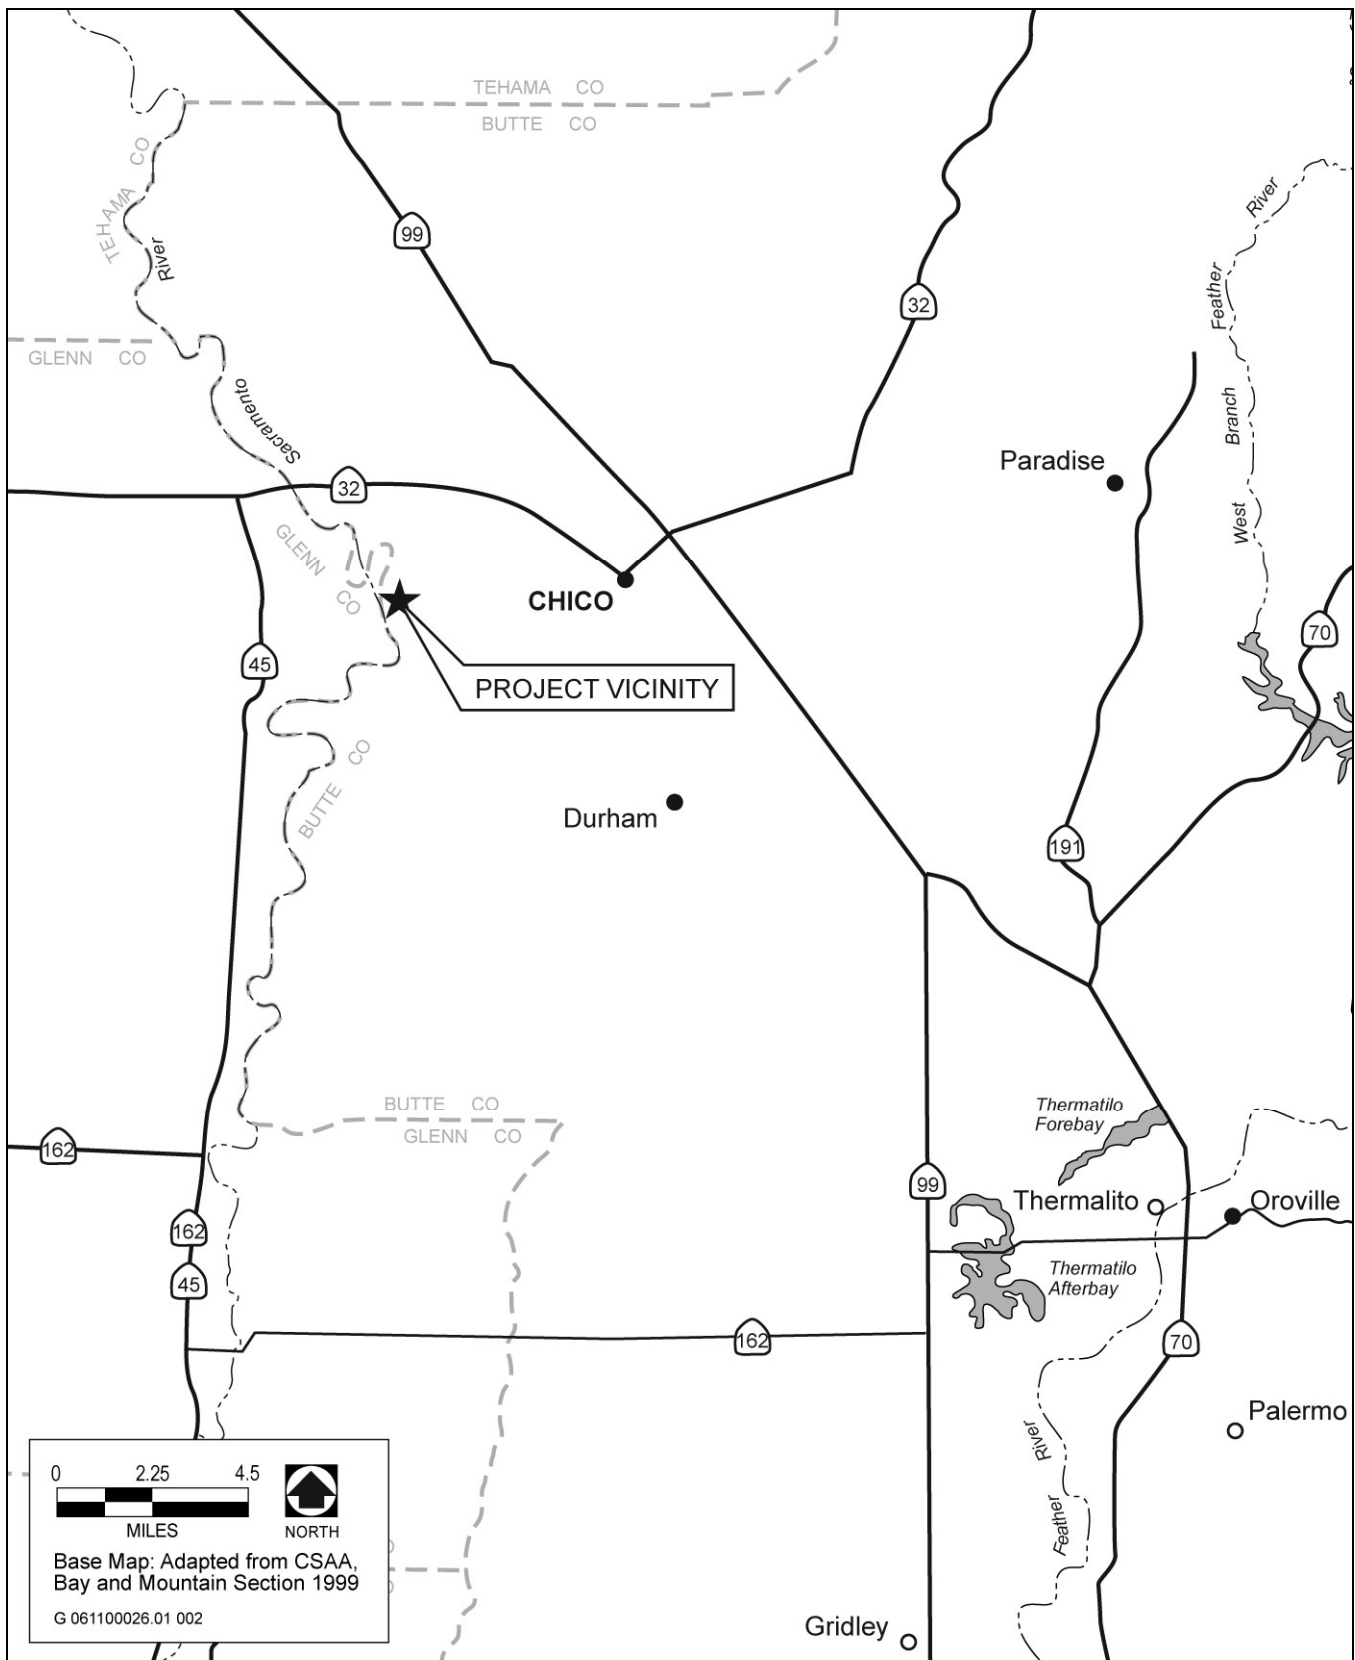 TEHAMA CO
BUTTE CO
TEHAMA CO
River
99
32
River
Feather
Branch
West
GLENN CO
Sacramento
32
Paradise
GLENN CO
CHICO
45
70
PROJECT VICINITY
BUTTE CO
Durham
191
BUTTE CO
GLENN CO
Thermatilo
Forebay
162
99
Thermalito
Oroville
162
45
Thermatilo
Afterbay
162
70
Palermo
River
Feather
Gridley
0 2.25 4.5
MILES
NORTH
Base Map: Adapted from CSAA,
Bay and Mountain Section 1999
G 061100026.01 002